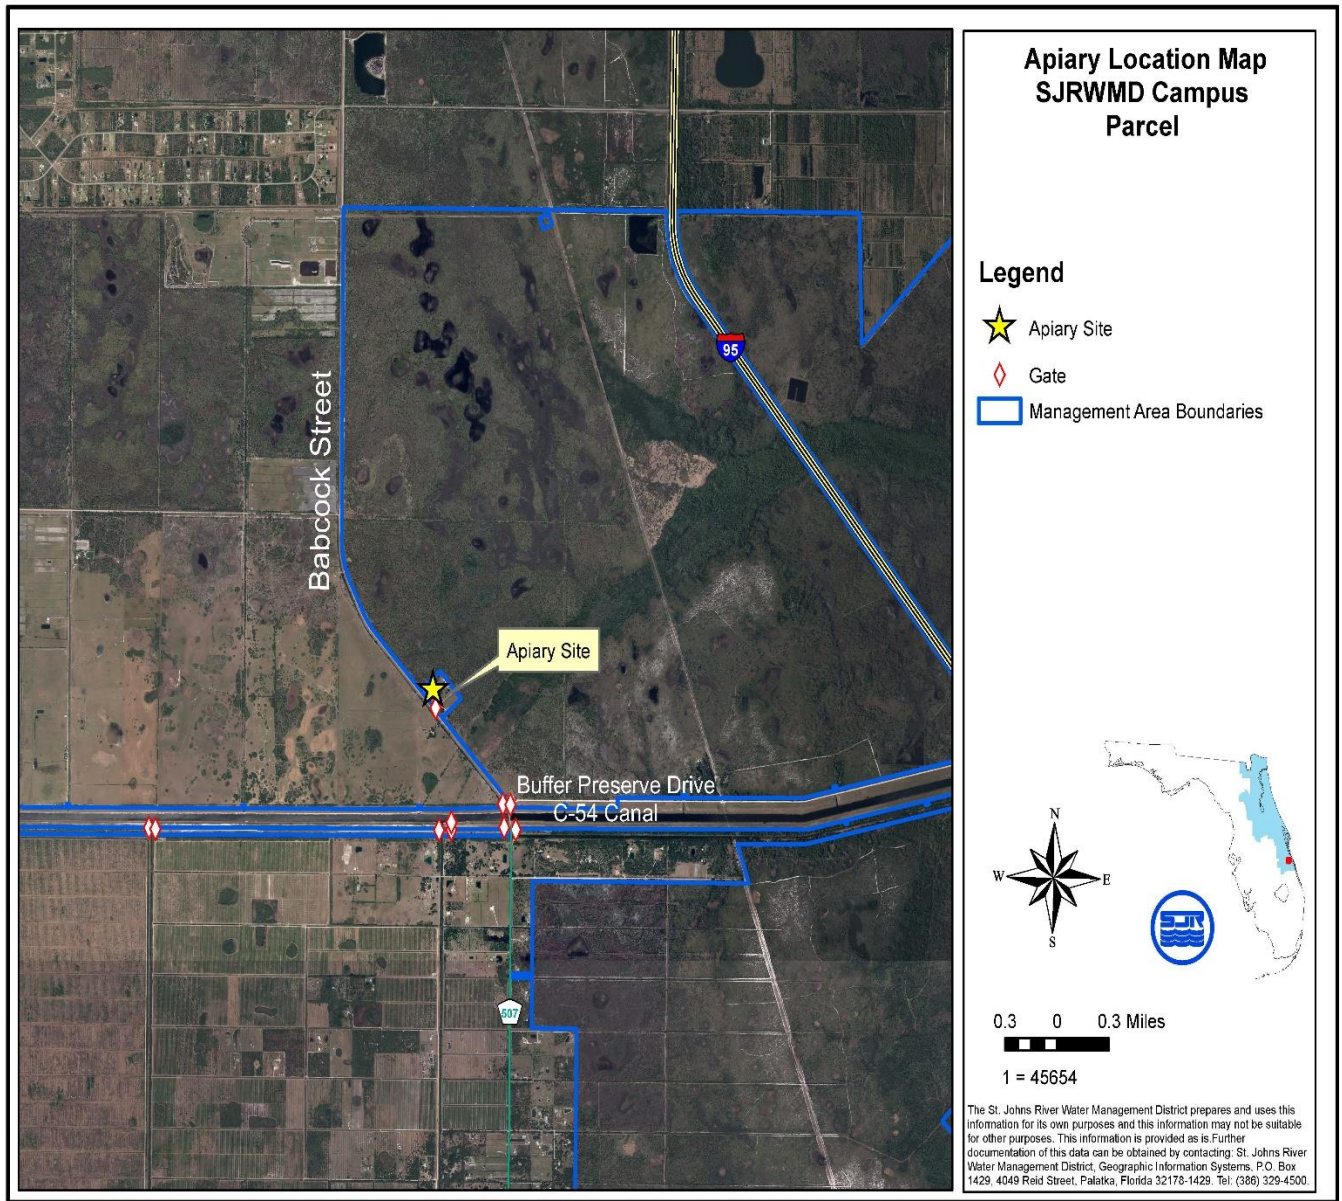 Apiary Location Map
SJRWMD Campus
Parcel
Legend
Apiary Site
Gate
Management Area Boundaries
95
Babcock Street
Apiary Site
Buffer Preserve Drive
C-54 Canal
507
N
W
E
S
SJR
0.3 0 0.3 Miles
1 = 45654
The St. Johns River Water Management District prepares and uses this
information for its own purposes and this information may not be suitable
for other purposes. This information is provided as is.Further
documentation of this data can be obtained by contacting: St. Johns River
Water Management District, Geographic Information Systems, P.O. Box
1429, 4049 Reid Street, Palatka, Florida 32178-1429. Tel: (386) 329-4500.